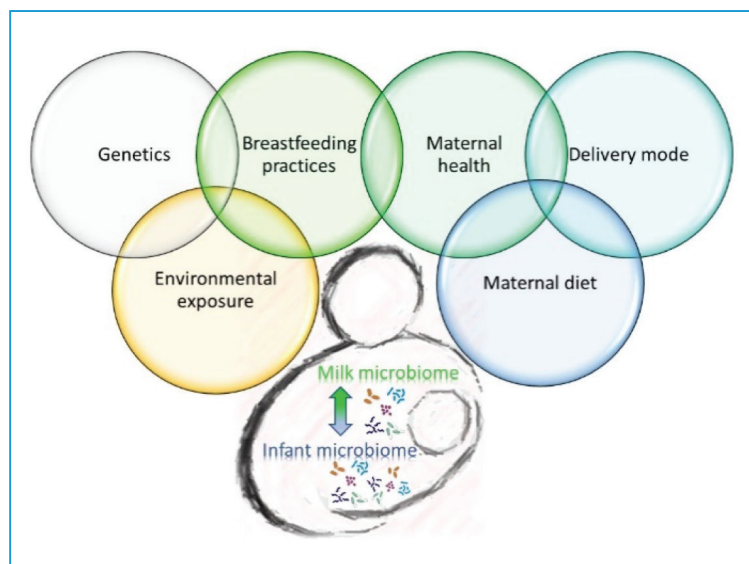 Genetics
Breastfeeding
practices
Maternal
health
Delivery mode
Environmental
exposure
Maternal diet
Milk microbiome
Infant microbiome